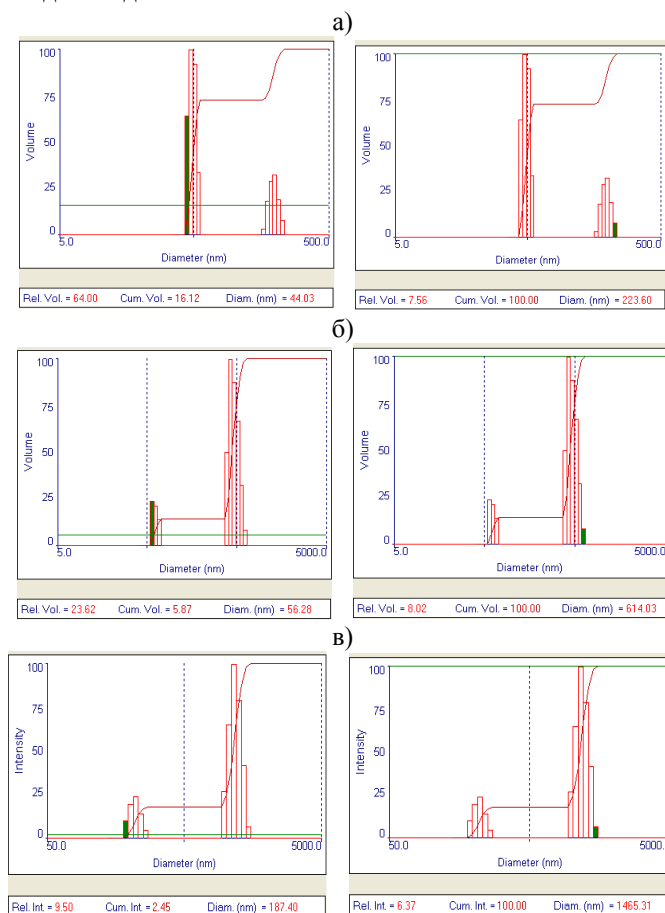 а)
100
75
50
25
0
Volume
5.0
500.0
Diameter (nm)
Rel. Vol. = 64.00 Cum. Vol. = 16.12 Diam. (nm) = 44.03
100
75
50
25
0
Volume
5.0
500.0
Diameter (nm)
Rel. Vol. = 7.56 Cum. Vol. = 100.00 Diam. (nm) = 223.60
б)
100
75
50
25
0
Volume
5.0
5000.0
Diameter (nm)
Rel. Vol. = 23.62 Cum. Vol. = 5.87 Diam. (nm) = 56.28
100
75
50
25
0
Volume
5.0
5000.0
Diameter (nm)
Rel. Vol. = 8.02 Cum. Vol. = 100.00 Diam. (nm) = 614.03
в)
100
75
50
25
0
Intensity
50.0
5000.0
Diameter (nm)
Rel. Int. = 9.50 Cum. Int. = 2.45 Diam. (nm) = 187.40
100
75
50
25
0
Intensity
50.0
5000.
Diameter (nm)
Rel. Int. = 6.37 Cum. Int. = 100.00 Diam. (nm) = 1465.31